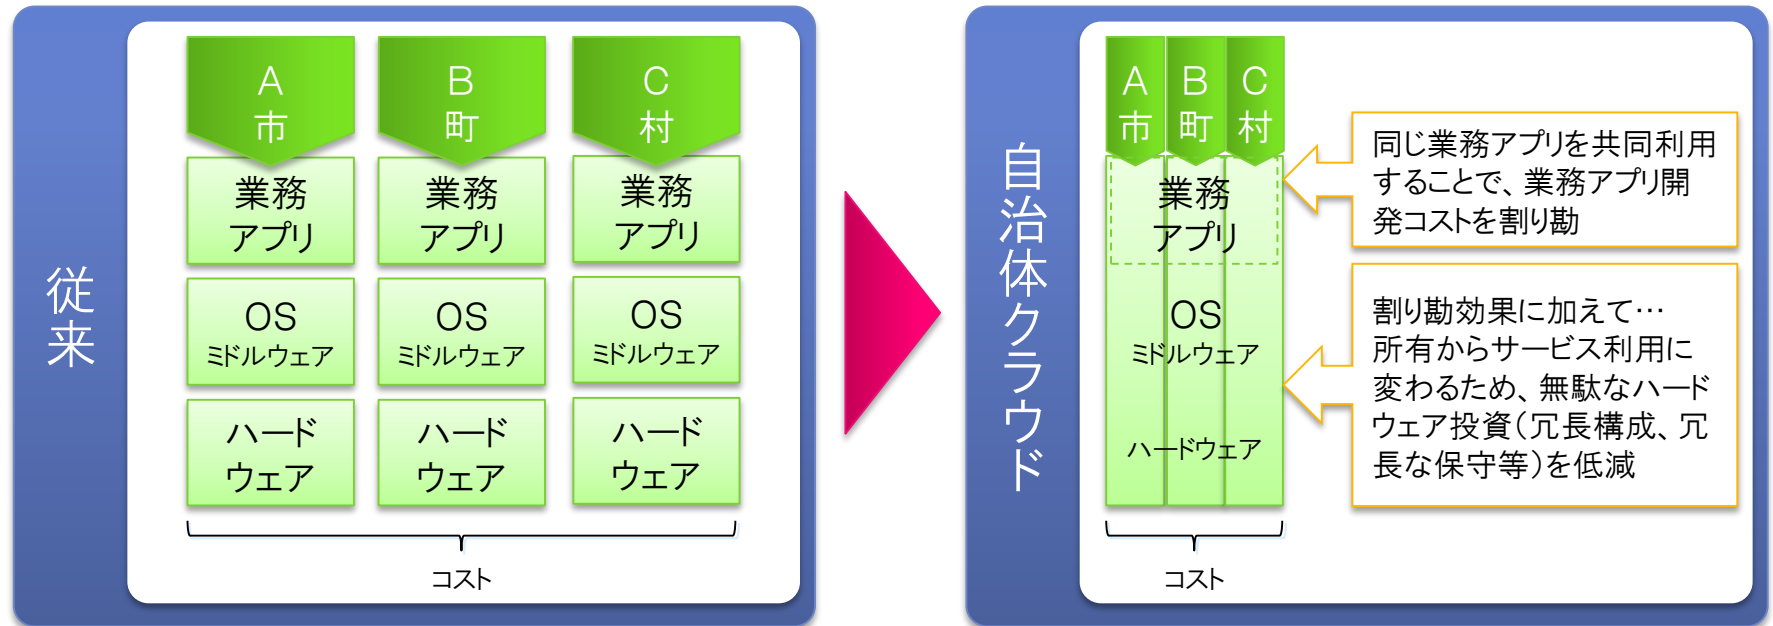 従来
A
市
B
町
C
村
業務
アプリ
業務
アプリ
業務
アプリ
OS
ミドルウェア
OS
ミドルウェア
OS
ミドルウェア
ハード
ウェア
ハード
ウェア
ハード
ウェア
コスト
自治体クラウド
A
市
B
町
C
村
業務
アプリ
OS
ミドルウェア
ハードウェア
コスト
同じ業務アプリを共同利用
することで、業務アプリ開
発コストを割り勘
割り勘効果に加えて…
所有からサービス利用に
変わるため、無駄なハード
ウェア投資(冗長構成、冗
長な保守等)を低減